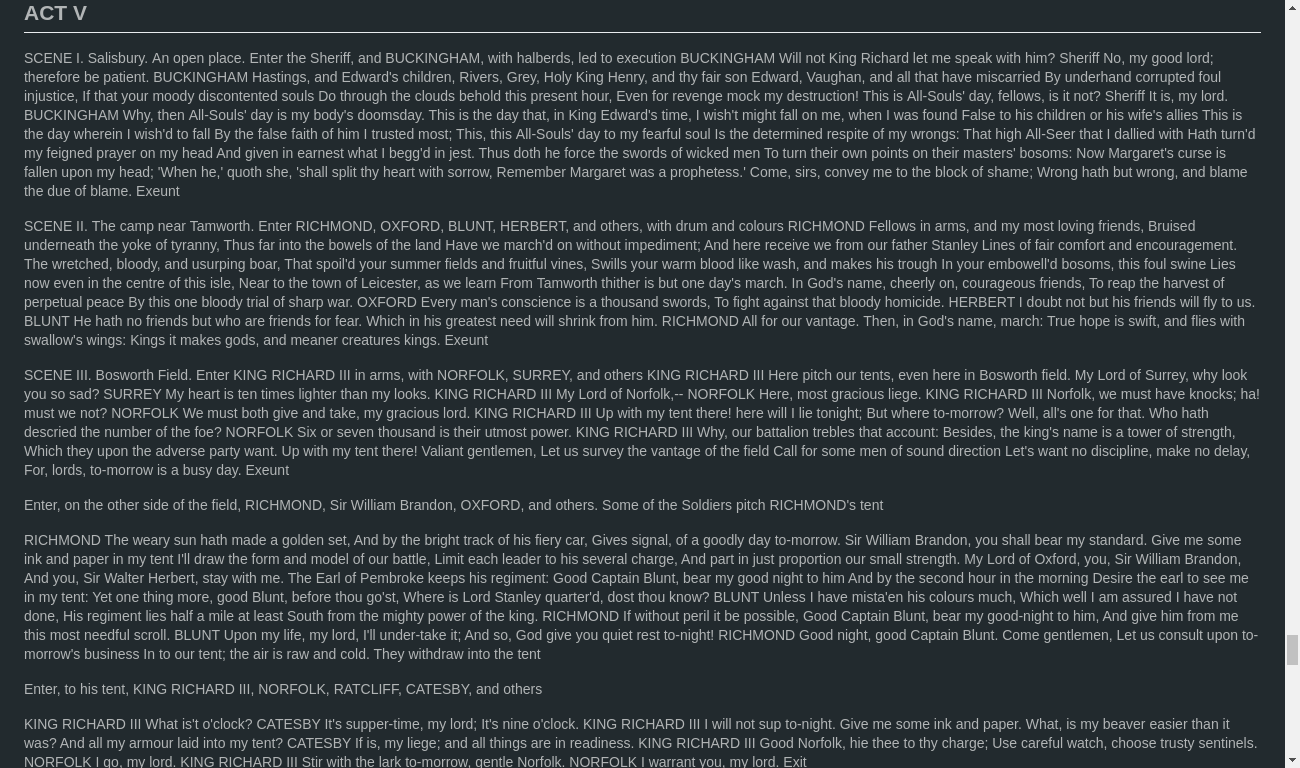 ACT V
SCENE I. Salisbury. An open place. Enter the Sheriff, and BUCKINGHAM, with halberds, led to execution BUCKINGHAM Will not King Richard let me speak with him? Sheriff No, my good lord;
therefore be patient. BUCKINGHAM Hastings, and Edward's children, Rivers, Grey, Holy King Henry, and thy fair son Edward, Vaughan, and all that have miscarried By underhand corrupted foul
injustice, If that your moody discontented souls Do through the clouds behold this present hour, Even for revenge mock my destruction! This is All-Souls' day, fellows, is it not? Sheriff It is, my lord.
BUCKINGHAM Why, then All-Souls' day is my body's doomsday. This is the day that, in King Edward's time, I wish't might fall on me, when I was found False to his children or his wife's allies This is
the day wherein I wish'd to fall By the false faith of him I trusted most; This, this All-Souls' day to my fearful soul Is the determined respite of my wrongs: That high All-Seer that I dallied with Hath turn'd
my feigned prayer on my head And given in earnest what I begg'd in jest. Thus doth he force the swords of wicked men To turn their own points on their masters' bosoms: Now Margaret's curse is
fallen upon my head; 'When he,' quoth she, 'shall split thy heart with sorrow, Remember Margaret was a prophetess.' Come, sirs, convey me to the block of shame; Wrong hath but wrong, and blame
the due of blame. Exeunt
SCENE II. The camp near Tamworth. Enter RICHMOND, OXFORD, BLUNT, HERBERT, and others, with drum and colours RICHMOND Fellows in arms, and my most loving friends, Bruised
underneath the yoke of tyranny, Thus far into the bowels of the land Have we march'd on without impediment; And here receive we from our father Stanley Lines of fair comfort and encouragement.
The wretched, bloody, and usurping boar, That spoil'd your summer fields and fruitful vines, Swills your warm blood like wash, and makes his trough In your embowell'd bosoms, this foul swine Lies
now even in the centre of this isle, Near to the town of Leicester, as we learn From Tamworth thither is but one day's march. In God's name, cheerly on, courageous friends, To reap the harvest of
perpetual peace By this one bloody trial of sharp war. OXFORD Every man's conscience is a thousand swords, To fight against that bloody homicide. HERBERT I doubt not but his friends will fly to us.
BLUNT He hath no friends but who are friends for fear. Which in his greatest need will shrink from him. RICHMOND All for our vantage. Then, in God's name, march: True hope is swift, and flies with
swallow's wings: Kings it makes gods, and meaner creatures kings. Exeunt
SCENE III. Bosworth Field. Enter KING RICHARD III in arms, with NORFOLK, SURREY, and others KING RICHARD III Here pitch our tents, even here in Bosworth field. My Lord of Surrey, why look
you so sad? SURREY My heart is ten times lighter than my looks. KING RICHARD III My Lord of Norfolk,-- NORFOLK Here, most gracious liege. KING RICHARD III Norfolk, we must have knocks; ha!
must we not? NORFOLK We must both give and take, my gracious lord. KING RICHARD III Up with my tent there! here will I lie tonight; But where to-morrow? Well, all's one for that. Who hath
descried the number of the foe? NORFOLK Six or seven thousand is their utmost power. KING RICHARD III Why, our battalion trebles that account: Besides, the king's name is a tower of strength,
Which they upon the adverse party want. Up with my tent there! Valiant gentlemen, Let us survey the vantage of the field Call for some men of sound direction Let's want no discipline, make no delay,
For, lords, to-morrow is a busy day. Exeunt
Enter, on the other side of the field, RICHMOND, Sir William Brandon, OXFORD, and others. Some of the Soldiers pitch RICHMOND's tent
RICHMOND The weary sun hath made a golden set, And by the bright track of his fiery car, Gives signal, of a goodly day to-morrow. Sir William Brandon, you shall bear my standard. Give me some
ink and paper in my tent I'll draw the form and model of our battle, Limit each leader to his several charge, And part in just proportion our small strength. My Lord of Oxford, you, Sir William Brandon,
And you, Sir Walter Herbert, stay with me. The Earl of Pembroke keeps his regiment: Good Captain Blunt, bear my good night to him And by the second hour in the morning Desire the earl to see me
in my tent: Yet one thing more, good Blunt, before thou go'st, Where is Lord Stanley quarter'd, dost thou know? BLUNT Unless I have mista'en his colours much, Which well I am assured I have not
done, His regiment lies half a mile at least South from the mighty power of the king. RICHMOND If without peril it be possible, Good Captain Blunt, bear my good-night to him, And give him from me
this most needful scroll. BLUNT Upon my life, my lord, I'll under-take it; And so, God give you quiet rest to-night! RICHMOND Good night, good Captain Blunt. Come gentlemen, Let us consult upon to-
morrow's business In to our tent; the air is raw and cold. They withdraw into the tent
Enter, to his tent, KING RICHARD III, NORFOLK, RATCLIFF, CATESBY, and others
KING RICHARD III What is't o'clock? CATESBY It's supper-time, my lord; It's nine o'clock. KING RICHARD III I will not sup to-night. Give me some ink and paper. What, is my beaver easier than it
was? And all my armour laid into my tent? CATESBY If is, my liege; and all things are in readiness. KING RICHARD III Good Norfolk, hie thee to thy charge; Use careful watch, choose trusty sentinels.
NORFOLK I go, my lord. KING RICHARD III Stir with the lark to-morrow, gentle Norfolk. NORFOLK I warrant you, my lord. Exit